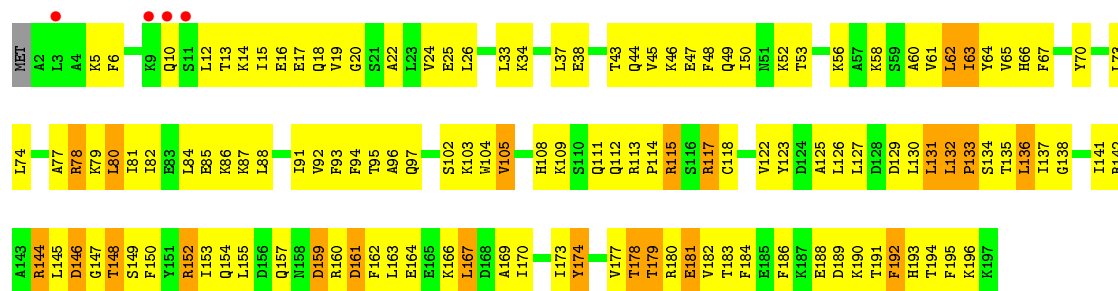 MET A2 L3 A4 K5 F6 K9 Q10 S11 L12 T13 K14 I15 E16 E17 Q18 V19 G20 S21 A22 L23 V24 E25 L26 L33 K34 L37 E38 T43 Q44 V45 K46 E47 F48 Q49 I50 N51 K52 T53 K56 A57 K58 S59 A60 V61 L62 I63 Y64 V65 H66 F67 Y70 L73
L74 A77 R78 K79 L80 I81 I82 E83 L84 E85 K86 K87 L88 I91 V92 F93 F94 T95 A96 Q97 S102 K103 W104 V105 H108 K109 S110 Q111 Q112 R113 P114 R115 S116 R117 C118 V122 Y123 D124 A125 L126 L127 D128 D129 L130 L131 L132 P133 S134 T135 L136 I137 G138 I141 R142
A143 R144 L145 D146 G147 T148 S149 F150 Y151 R152 I153 Q154 L155 D156 Q157 N158 D159 R160 D161 F162 L163 E164 E165 K166 L167 D168 A169 I170 I173 Y174 V177 T178 T179 R180 E181 V182 T183 F184 E185 F186 K187 E188 D189 K190 T191 F192 H193 T194 F195 K196 K197